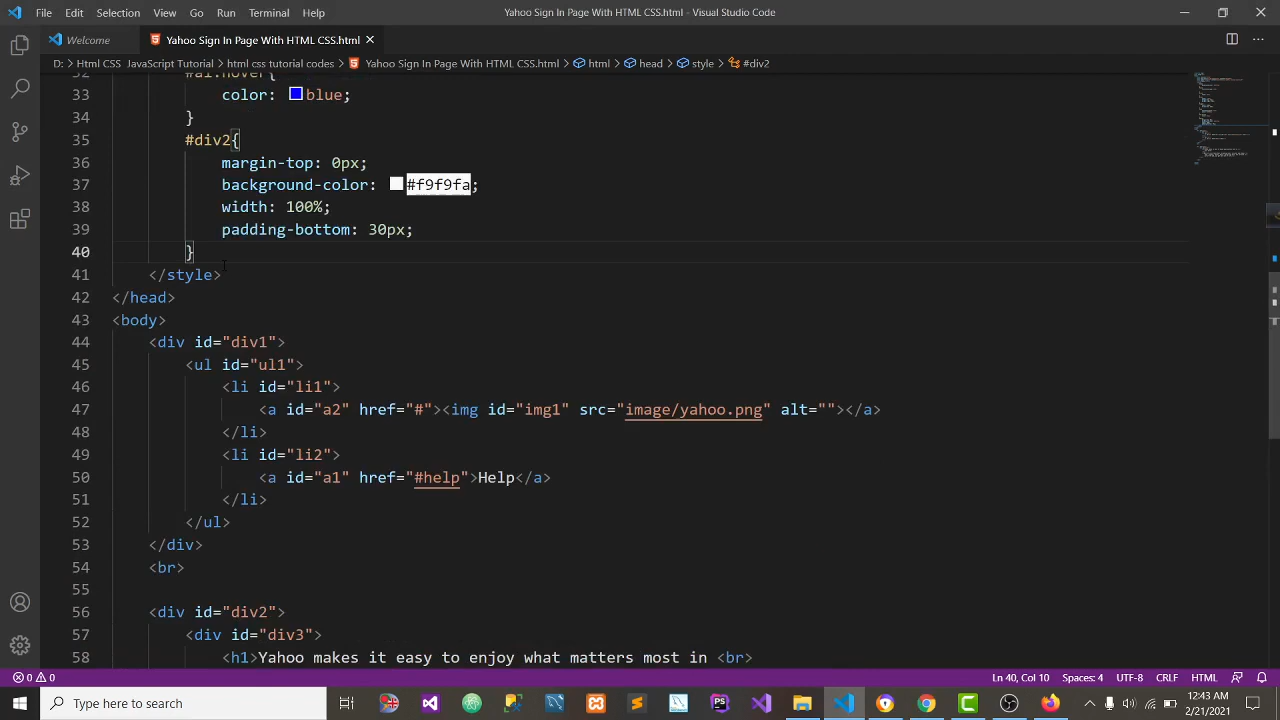 File Edit Selection View Go Run Terminal Help
Yahoo Sign In Page With HTML CSS.html - Visual Studio Code
Welcome
Yahoo Sign In Page With HTML CSS.html
D: > Html CSS JavaScript Tutorial > html css tutorial codes > Yahoo Sign In Page With HTML CSS.html > html > head > style > #div2
33 color: blue;
34 }
35 #div2{
36 margin-top: 0px;
37 background-color: #f9f9fa;
38 width: 100%;
39 padding-bottom: 30px;
40 }
41 </style>
42 </head>
43 <body>
44 <div id="div1">
45 <ul id="ul1">
46 <li id="li1">
47 <a id="a2" href="#"><img id="img1" src="image/yahoo.png" alt=""></a>
48 </li>
49 <li id="li2">
50 <a id="a1" href="#help">Help</a>
51 </li>
52 </ul>
53 </div>
54 <br>
55
56 <div id="div2">
57 <div id="div3">
58 <h1>Yahoo makes it easy to enjoy what matters most in <br>
0 0
Ln 40, Col 10 Spaces: 4 UTF-8 CRLF HTML
Type here to search
12:43 AM
2/21/2021